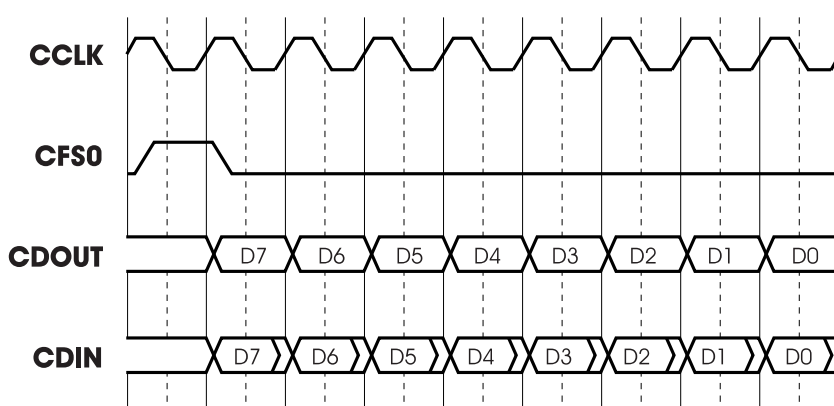 CCLK
CFS0
CDOUT D7 D6 D5 D4 D3 D2 D1 D0
CDIN D7 D6 D5 D4 D3 D2 D1 D0